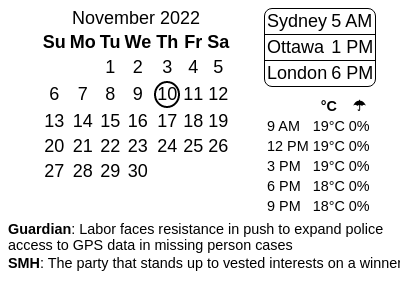 November 2022
Su Mo Tu We Th Fr Sa
1 2 3 4 5
6 7 8 9 10 11 12
13 14 15 16 17 18 19
20 21 22 23 24 25 26
27 28 29 30
Sydney 5 AM
Ottawa 1 PM
London 6 PM
°C ☂
9 AM 19°C 0%
12 PM 19°C 0%
3 PM 19°C 0%
6 PM 18°C 0%
9 PM 18°C 0%
Guardian: Labor faces resistance in push to expand police
access to GPS data in missing person cases
SMH: The party that stands up to vested interests on a winner